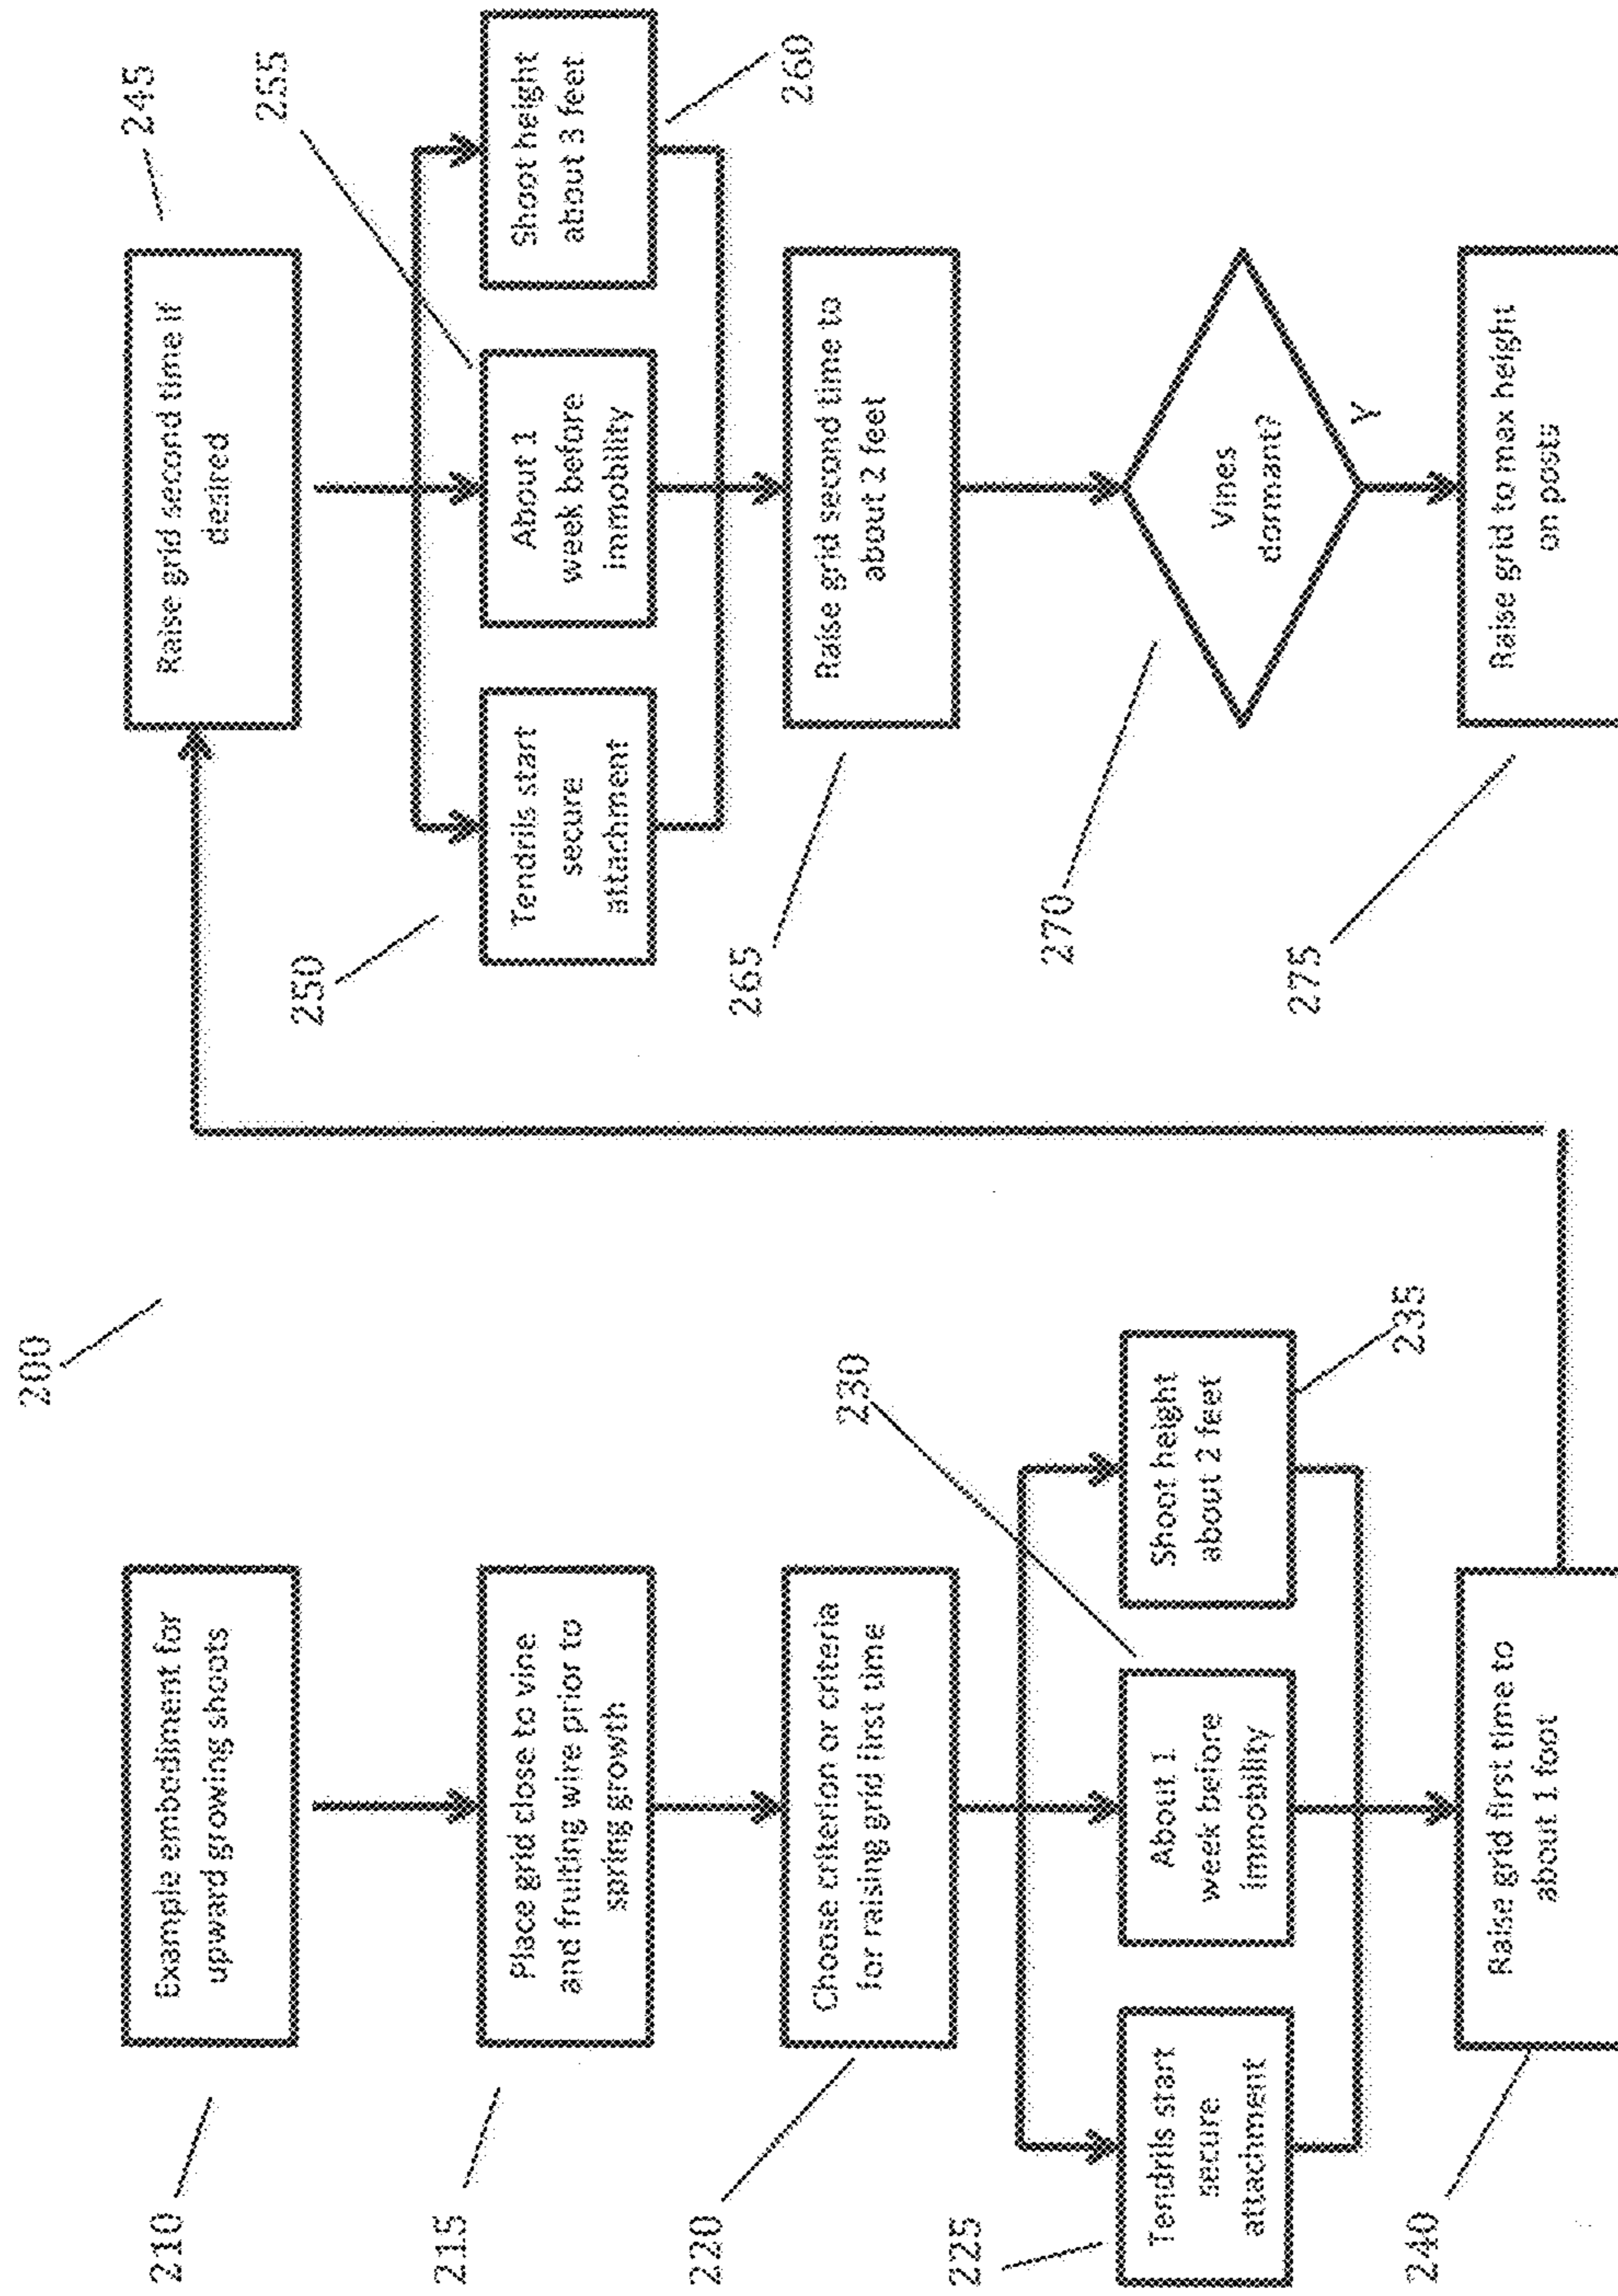 200
210
Example embodiment for
upward growing shoots
215
Place grid close to vine
and fruiting wire prior to
spring growth
220
Choose criterion or criteria
for raising grid first time
225
Tendrils start
secure
attachment
230
About 1
week before
immobility
235
Shoot height
about 2 feet
240
Raise grid first time to
about 1 foot
245
Raise grid second time if
desired
250
Tendrils start
secure
attachment
255
About 1
week before
immobility
260
Shoot height
about 3 feet
265
Raise grid second time to
about 2 feet
270
Vines
dormant?
Y
275
Raise grid to max height
on posts